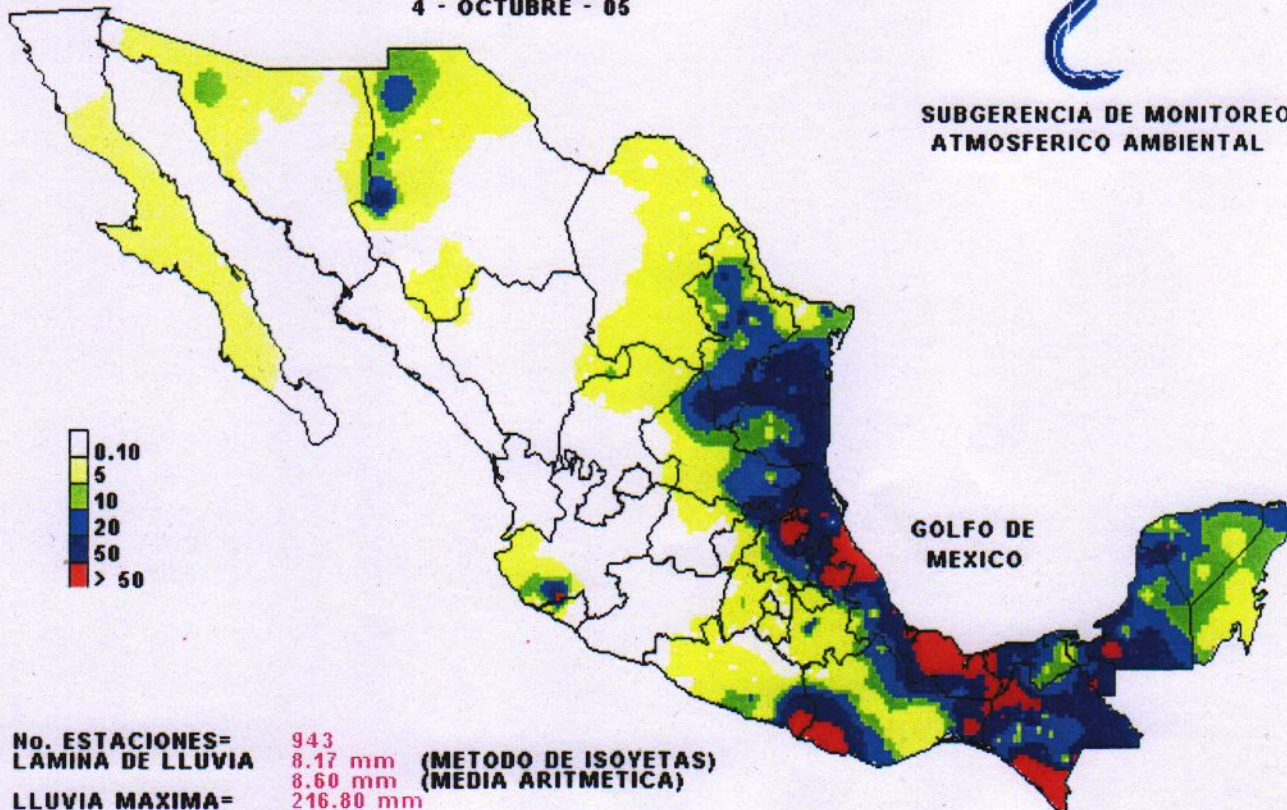 4 - OCTUBRE - 05
SUBGERENCIA DE MONITOREO
ATMOSFERICO AMBIENTAL
0.10
5
10
20
50
> 50
GOLFO DE
MEXICO
No. ESTACIONES= 943
LAMINA DE LLUVIA 8.17 mm (METODO DE ISOYETAS)
8.60 mm (MEDIA ARITMETICA)
LLUVIA MAXIMA= 216.80 mm